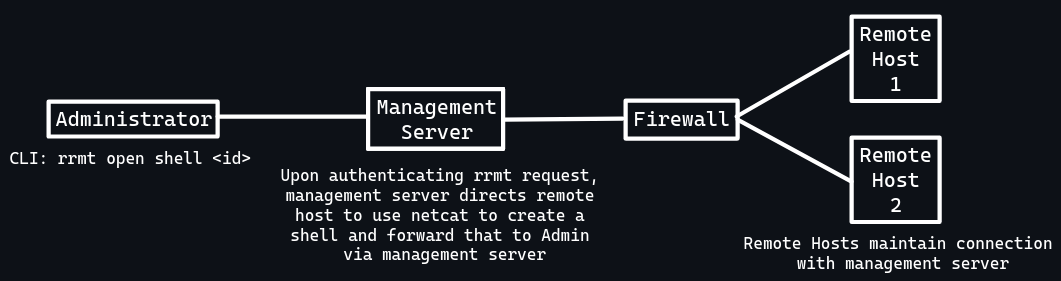 Administrator
CLI: rrmt open shell <id>
Management
Server
Upon authenticating rrmt request,
management server directs remote
host to use netcat to create a
shell and forward that to Admin
via management server
Firewall
Remote
Host
1
Remote
Host
2
Remote Hosts maintain connection
with management server